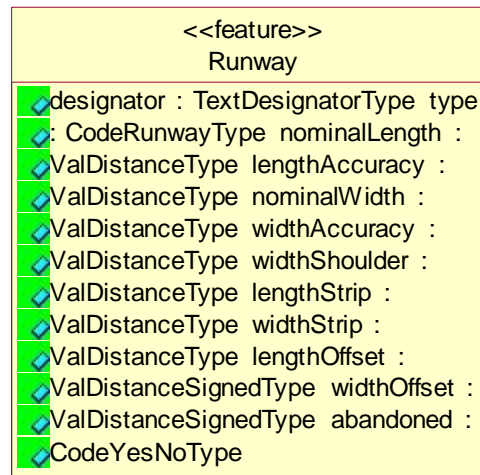 <<feature>>
Runway
designator : TextDesignatorType type
: CodeRunwayType nominalLength :
ValDistanceType lengthAccuracy :
ValDistanceType nominalWidth :
ValDistanceType widthAccuracy :
ValDistanceType widthShoulder :
ValDistanceType lengthStrip :
ValDistanceType widthStrip :
ValDistanceType lengthOffset :
ValDistanceSignedType widthOffset :
ValDistanceSignedType abandoned :
CodeYesNoType